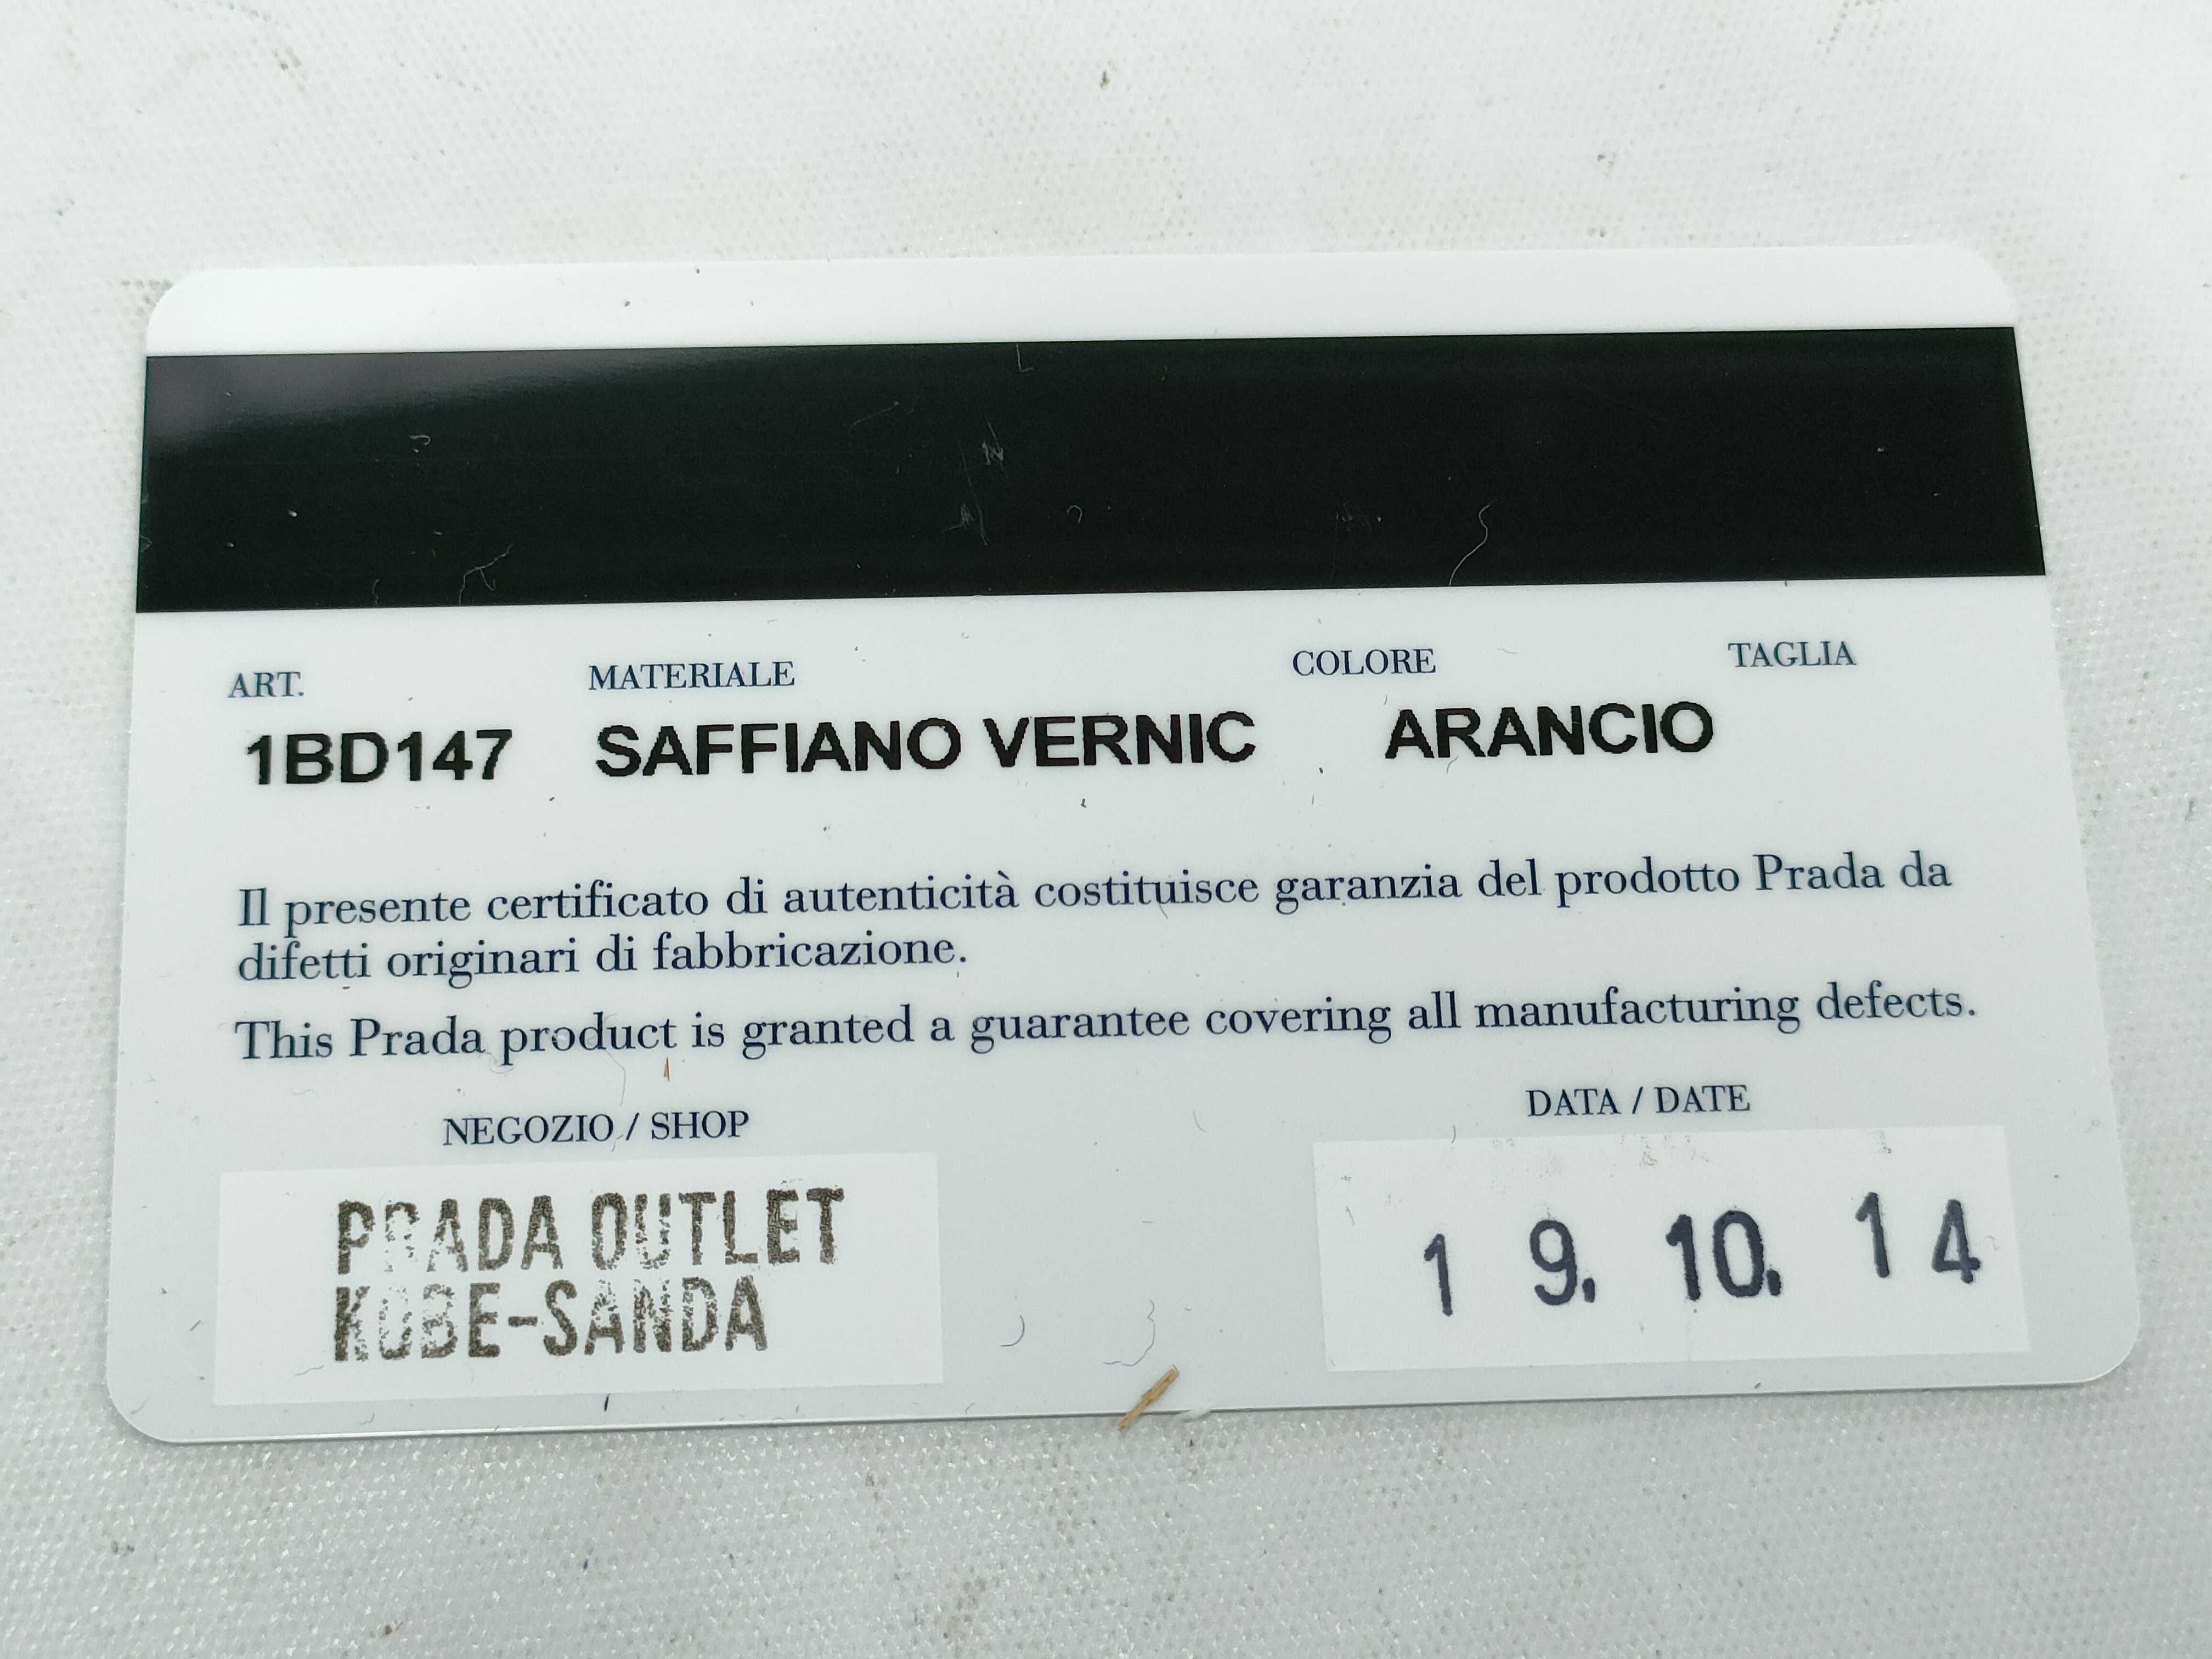 ART. MATERIALE COLORE TAGLIA
1BD147 SAFFIANO VERNIC ARANCIO
Il presente certificato di autenticità costituisce garanzia del prodotto Prada da
difetti originari di fabbricazione.
This Prada product is granted a guarantee covering all manufacturing defects.
NEGOZIO / SHOP DATA / DATE
PRADA OUTLET
KOBE-SANDA
19.10.14